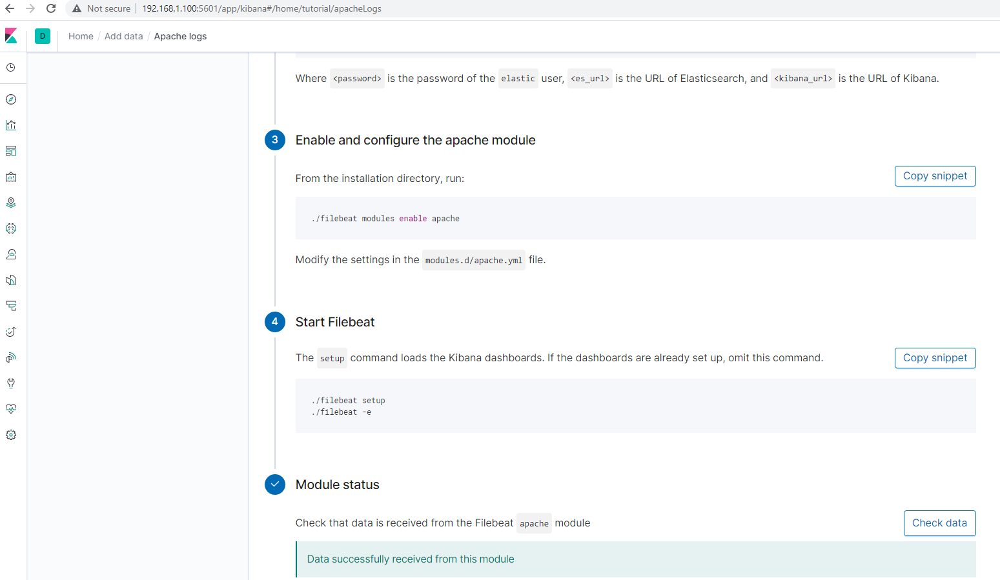 Not secure | 192.168.1.100:5601/app/kibana#/home/tutorial/apacheLogs
D Home / Add data / Apache logs
Where <password> is the password of the elastic user, <es_url> is the URL of Elasticsearch, and <kibana_url> is the URL of Kibana.
3 Enable and configure the apache module
From the installation directory, run:
Copy snippet
./filebeat modules enable apache
Modify the settings in the modules.d/apache.yml file.
4 Start Filebeat
The setup command loads the Kibana dashboards. If the dashboards are already set up, omit this command.
Copy snippet
./filebeat setup
./filebeat -e
Module status
Check that data is received from the Filebeat apache module
Check data
Data successfully received from this module